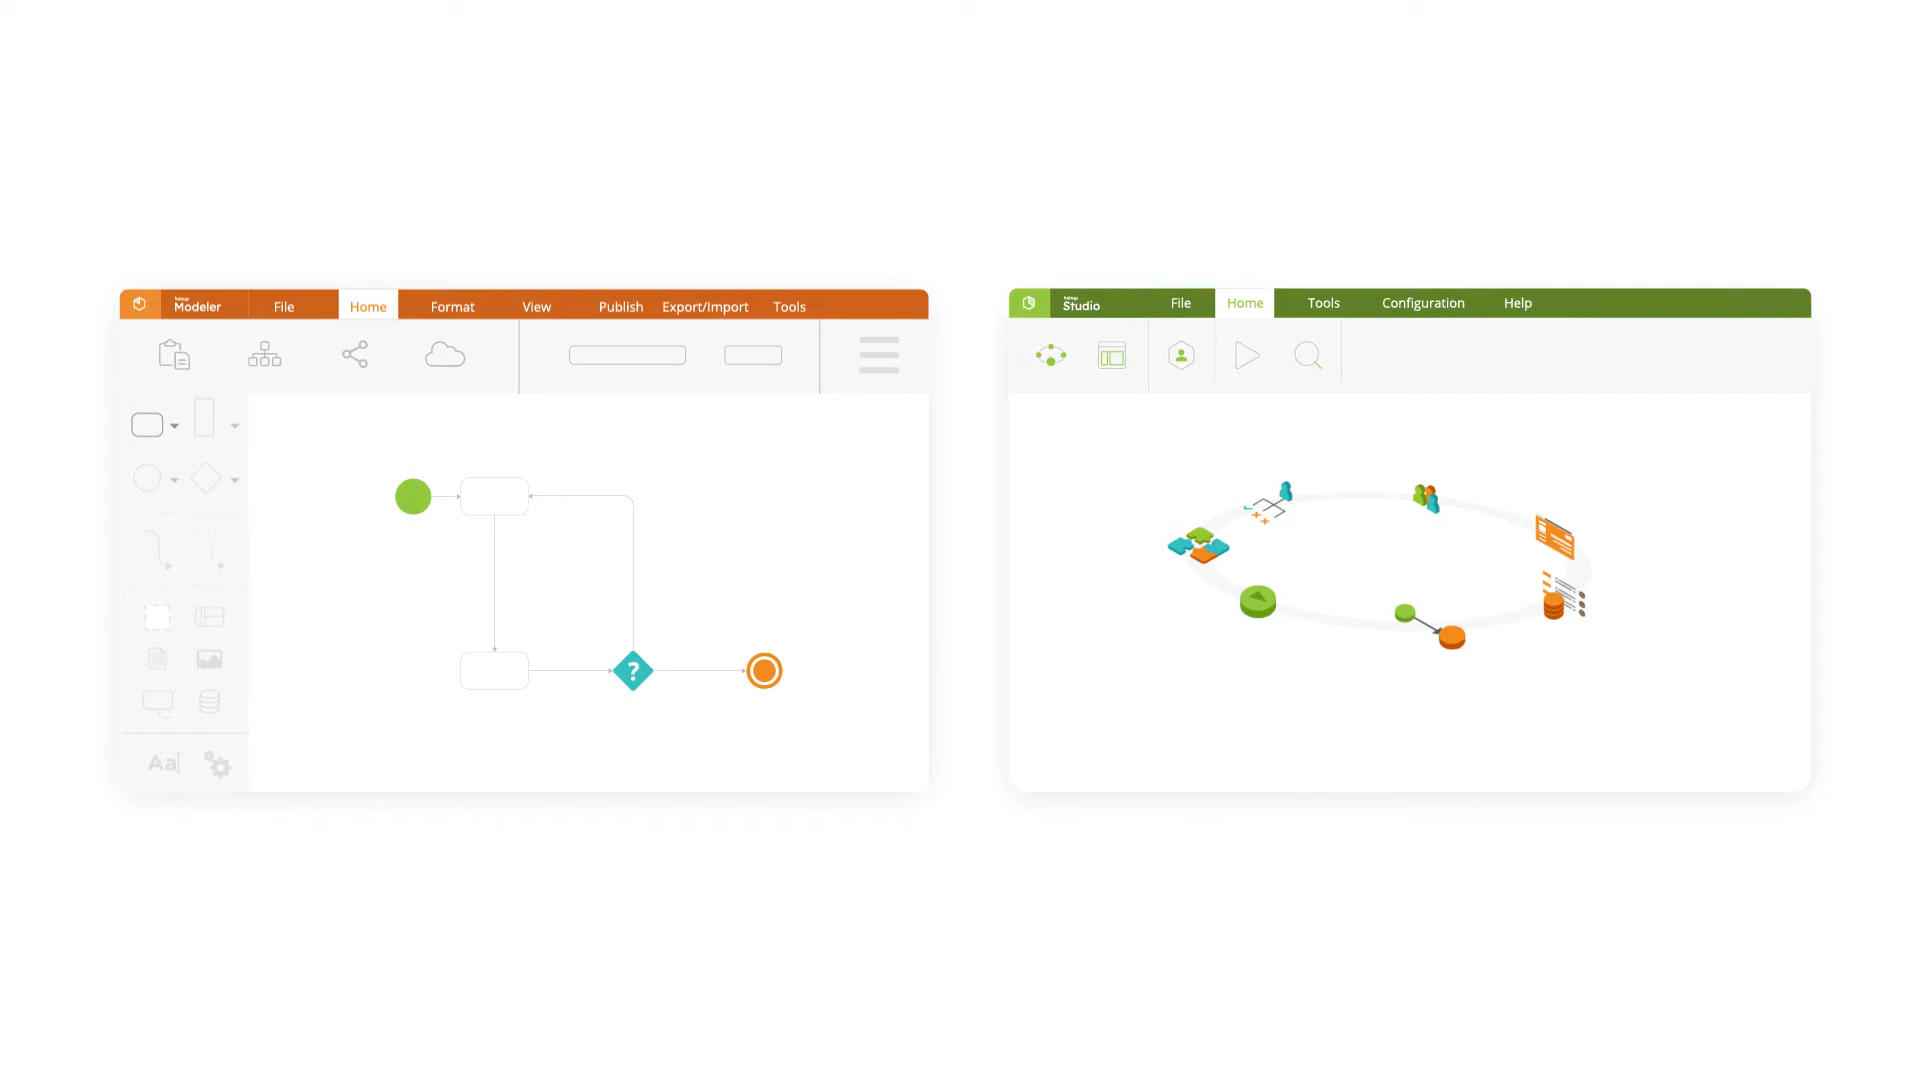 Modeler
File
Home
Format
View
Publish
Export/Import
Tools
Aa
?
Studio
File
Home
Tools
Configuration
Help